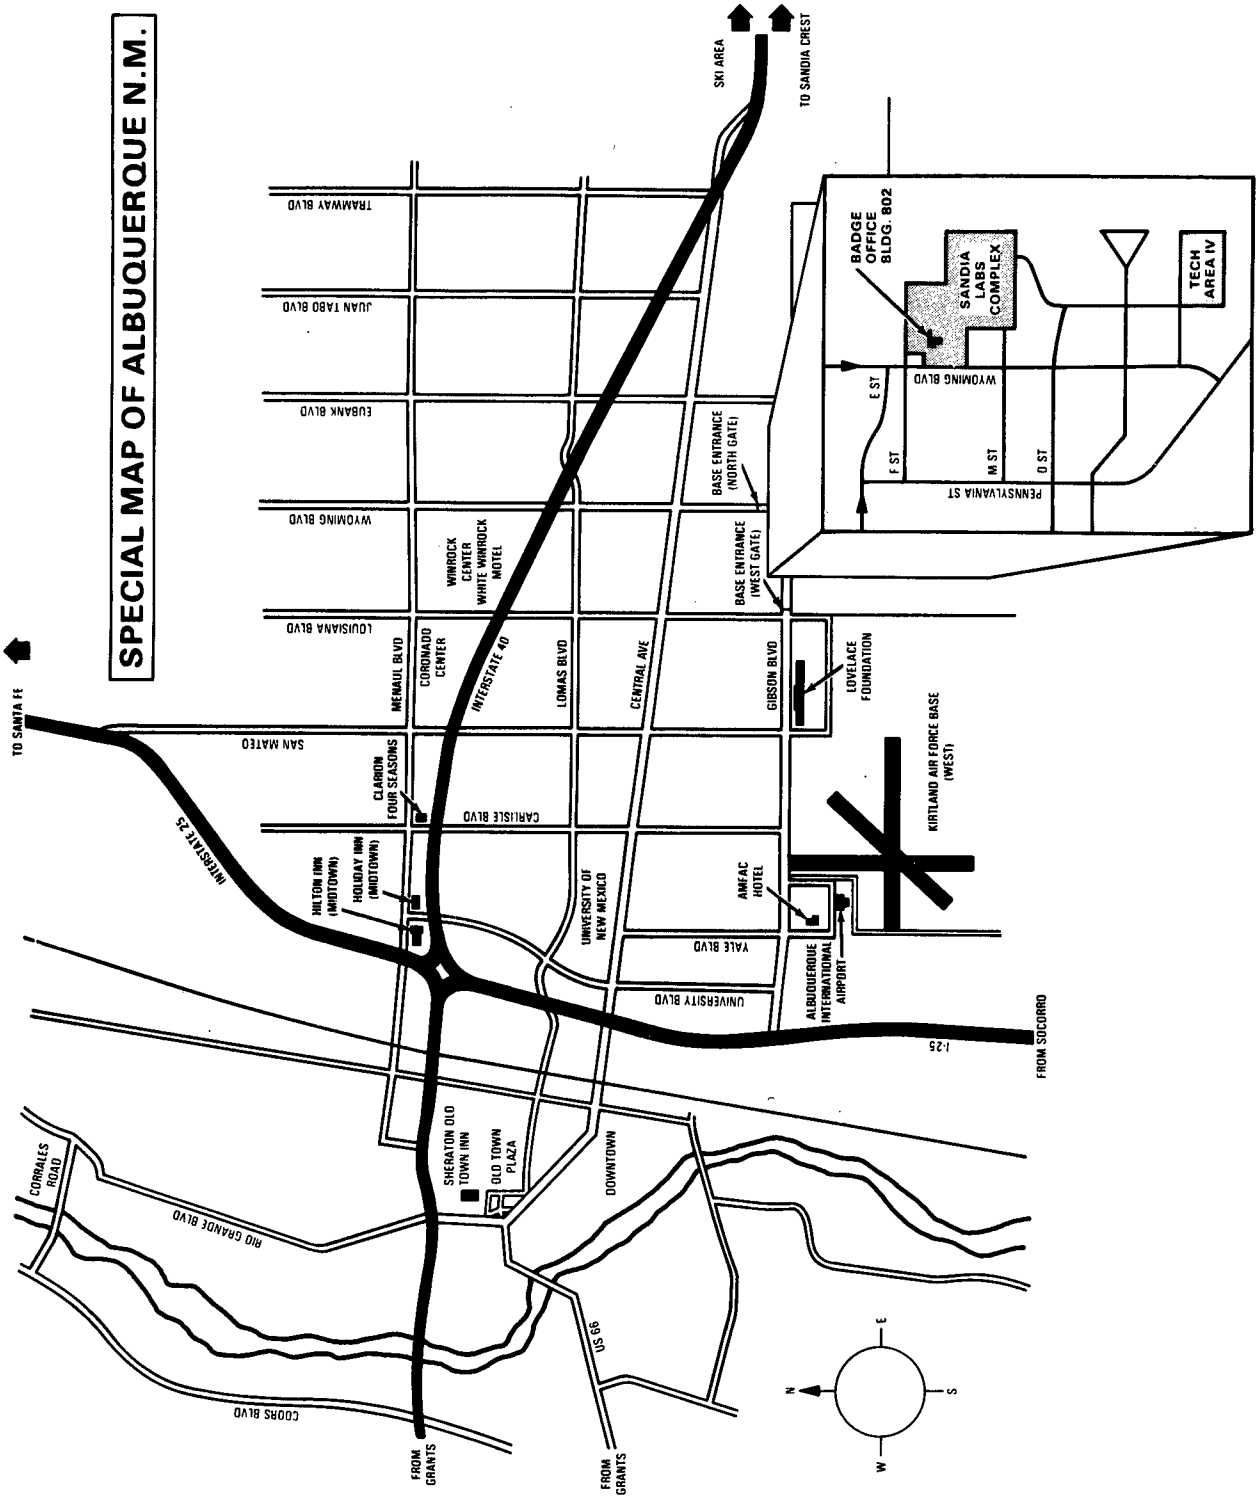 SPECIAL MAP OF ALBUQUERQUE N.M.
TO SANTA FE
SKI AREA
TO SANDIA CREST
TRAMWAY BLVD
JUAN TABO BLVD
EUBANK BLVD
WYOMING BLVD
LOUISIANA BLVD
SAN MATEO
CARLISLE BLVD
MENAUL BLVD
CORONADO
CENTER
WINROCK
CENTER
WHITE WINROCK
MOTEL
INTERSTATE 40
LOMAS BLVD
CENTRAL AVE
GIBSON BLVD
BASE ENTRANCE
(NORTH GATE)
BASE ENTRANCE
(WEST GATE)
LOVELACE
FOUNDATION
KIRTLAND AIR FORCE BASE
(WEST)
INTERSTATE 25
CLARION
FOUR SEASONS
HILTON INN
(MIDTOWN)
HOLIDAY INN
(MIDTOWN)
UNIVERSITY OF
NEW MEXICO
AMFAC
HOTEL
YALE BLVD
UNIVERSITY BLVD
ALBUQUERQUE
INTERNATIONAL
AIRPORT
I-25
FROM SOCORRO
CORRALES
ROAD
RIO GRANDE BLVD
SHERATON OLD
TOWN INN
OLD TOWN
PLAZA
DOWNTOWN
COORS BLVD
US 66
FROM
GRANTS
FROM
GRANTS
N
E
S
W
BADGE
OFFICE
BLDG. 802
SANDIA
LABS
COMPLEX
TECH
AREA IV
WYOMING BLVD
E ST
F ST
M ST
O ST
PENNSYLVANIA ST